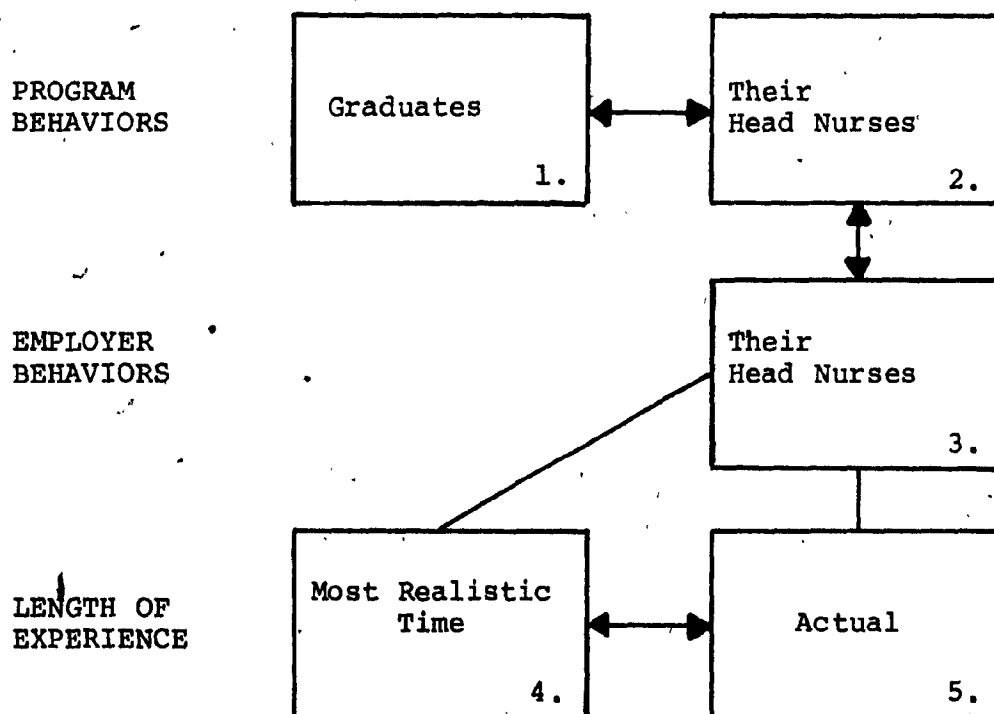 PROGRAM
BEHAVIORS
Graduates
1.
Their
Head Nurses
2.
EMPLOYER
BEHAVIORS
Their
Head Nurses
3.
LENGTH OF
EXPERIENCE
Most Realistic
Time
4.
Actual
5.